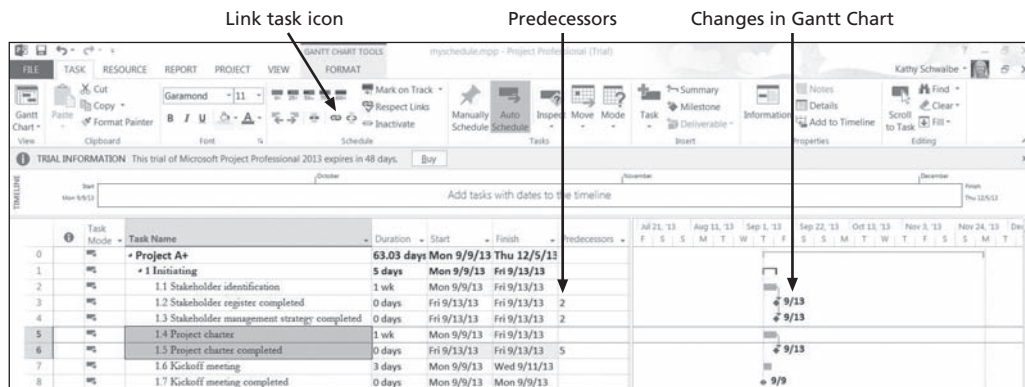 Link task icon Predecessors Changes in Gantt Chart
GANTT CHART TOOLS myschedule.mpp - Project Professional (Trial)
FILE TASK RESOURCE REPORT PROJECT VIEW FORMAT Kathy Schwalbe
Gantt Chart
View
Paste
Cut
Copy
Format Painter
Clipboard
Garamond 11
B I U A
Font
Mark on Track
Respect Links
Inactivate
Schedule
Manually Schedule
Auto Schedule
Inspect Move Mode
Tasks
Task
Summary
Milestone
Deliverable
Insert
Information
Notes
Details
Add to Timeline
Properties
Scroll to Task
Find
Clear
Fill
Editing
TRIAL INFORMATION This trial of Microsoft Project Professional 2013 expires in 48 days. Buy
TIMELINE
October November December
Start
Mon 9/9/13
Add tasks with dates to the timeline
Finish
Thu 12/5/13
Task Mode Task Name Duration Start Finish Predecessors
Jul 21, '13 Aug 11, '13 Sep 1, '13 Sep 22, '13 Oct 13, '13 Nov 3, '13 Nov 24, '13 Dec
F S S M T W T F S S M T W T F S S M T
0 Project A+ 63.03 days Mon 9/9/13 Thu 12/5/13
1 1 Initiating 5 days Mon 9/9/13 Fri 9/13/13
2 1.1 Stakeholder identification 1 wk Mon 9/9/13 Fri 9/13/13
3 1.2 Stakeholder register completed 0 days Fri 9/13/13 Fri 9/13/13 2 9/13
4 1.3 Stakeholder management strategy completed 0 days Fri 9/13/13 Fri 9/13/13 2 9/13
5 1.4 Project charter 1 wk Mon 9/9/13 Fri 9/13/13
6 1.5 Project charter completed 0 days Fri 9/13/13 Fri 9/13/13 5 9/13
7 1.6 Kickoff meeting 3 days Mon 9/9/13 Wed 9/11/13
8 1.7 Kickoff meeting completed 0 days Mon 9/9/13 Mon 9/9/13 9/9